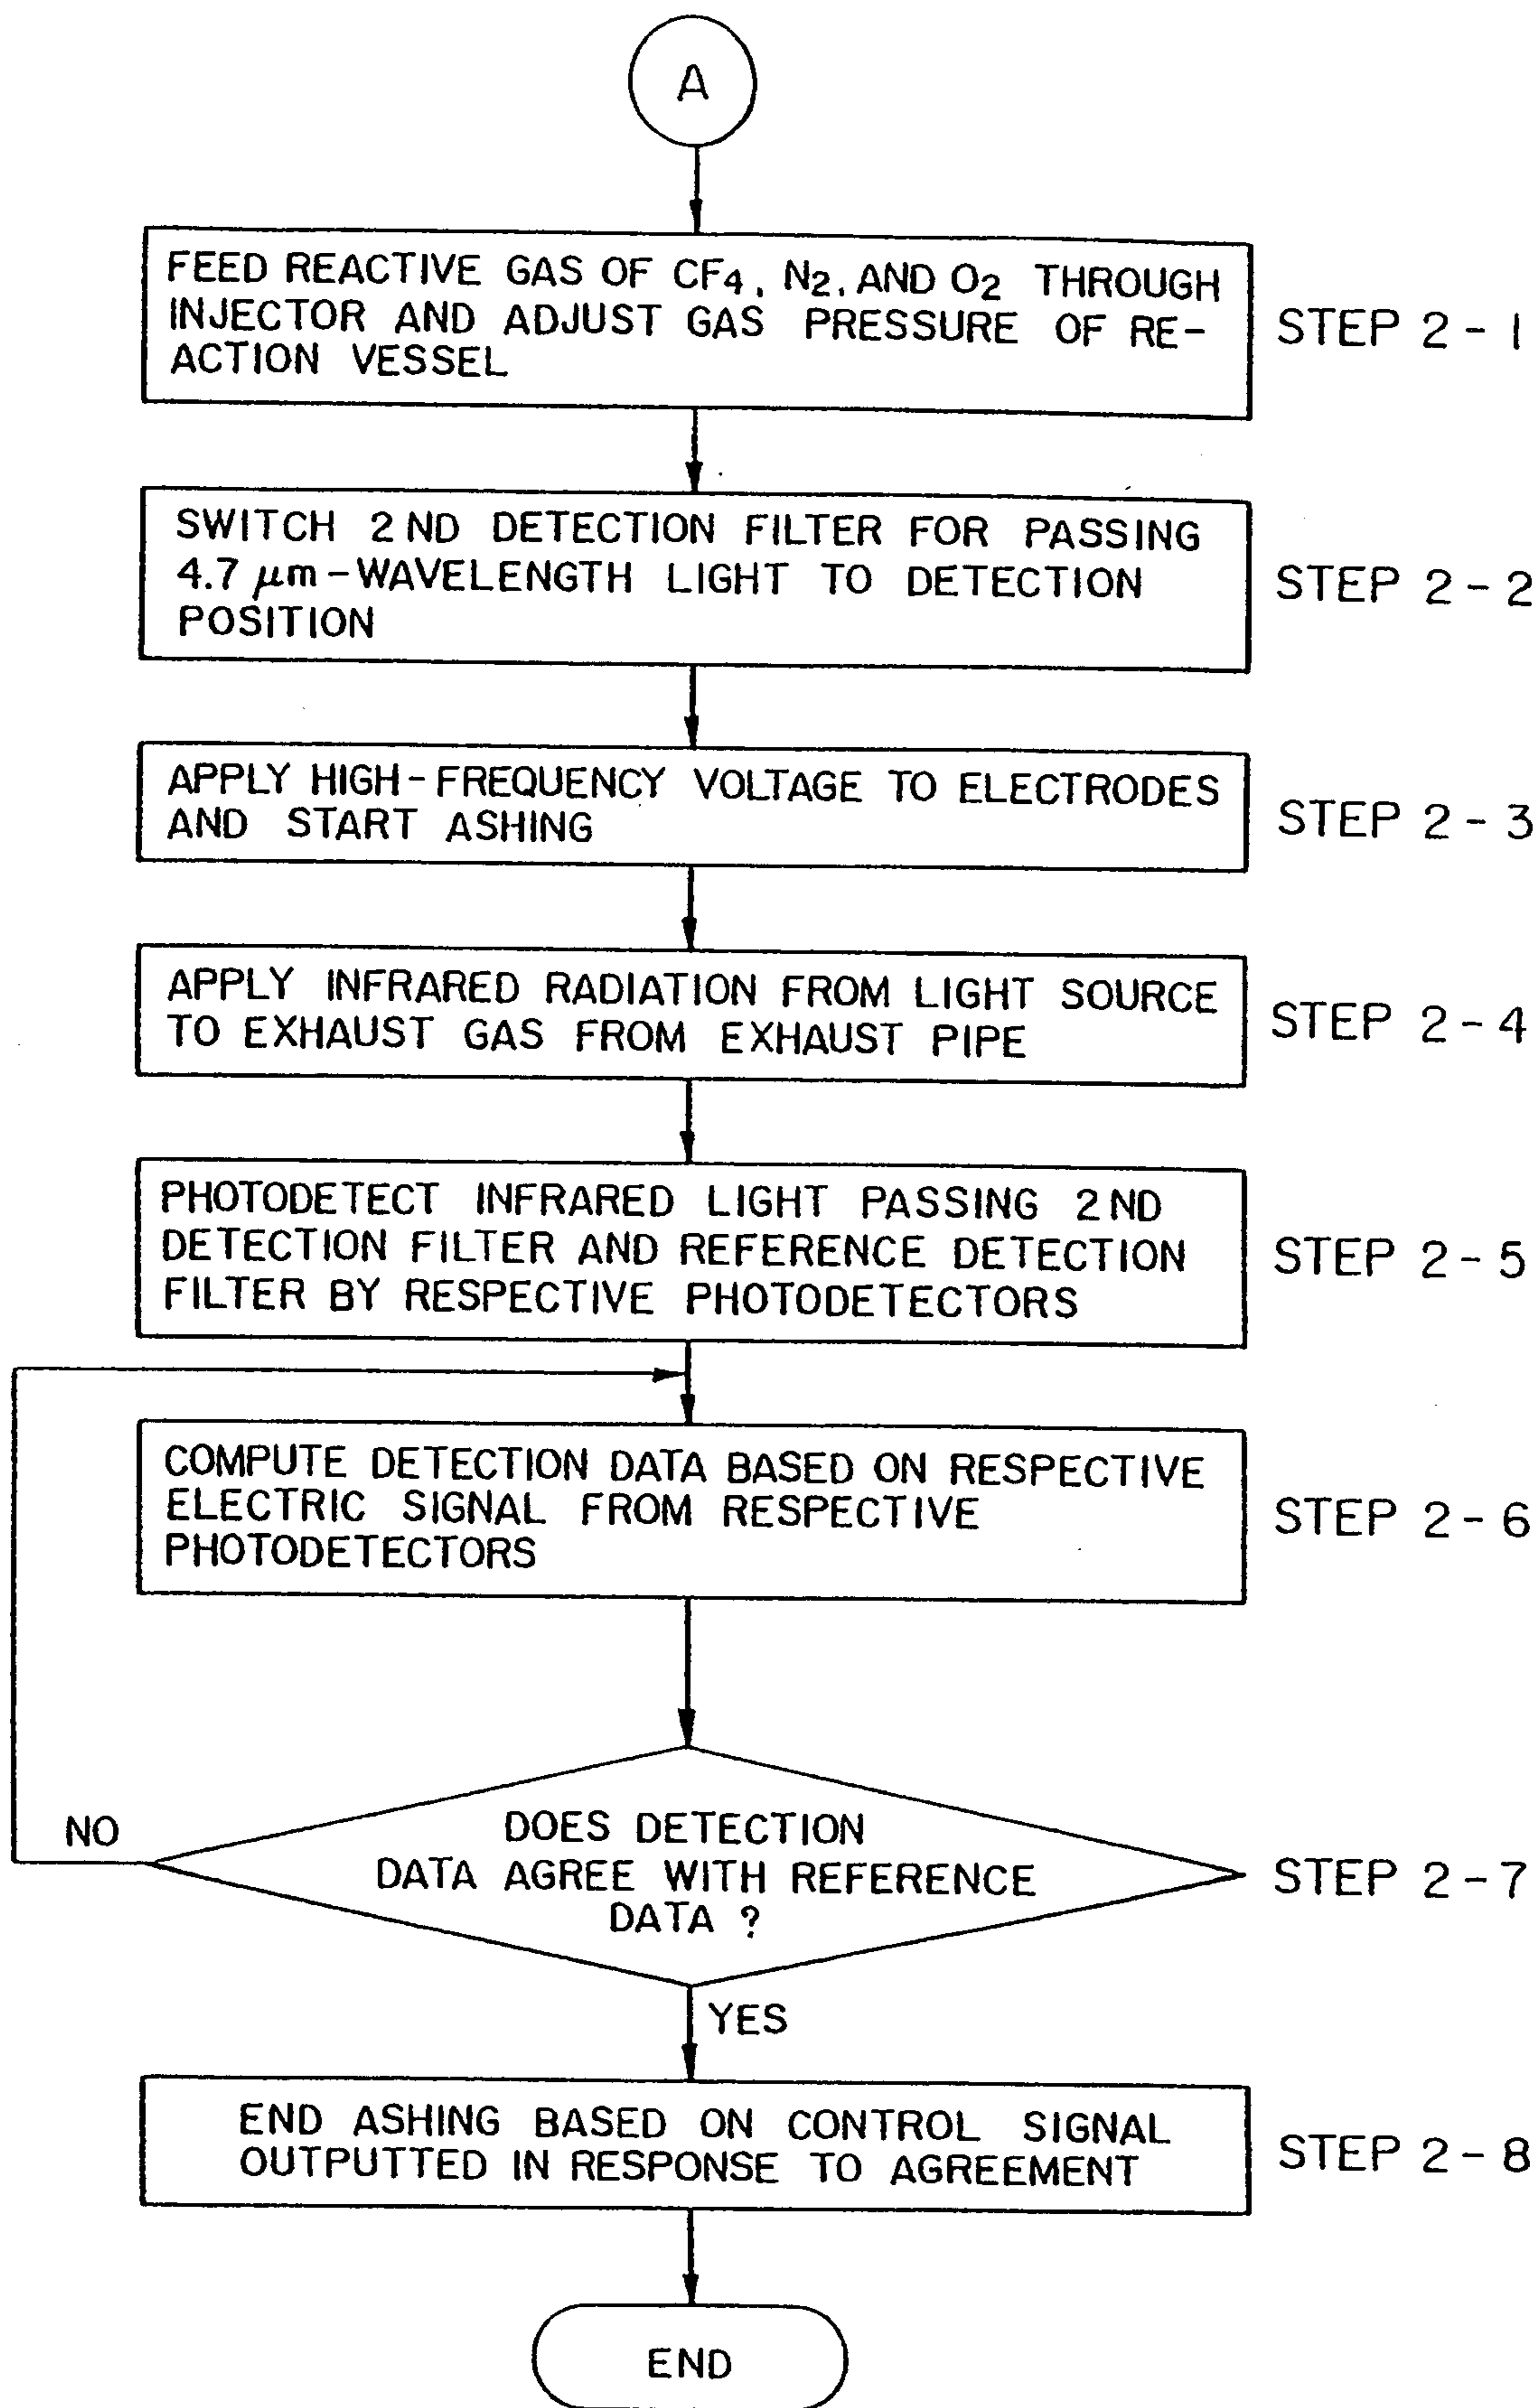 A
FEED REACTIVE GAS OF CF4, N2, AND O2 THROUGH
INJECTOR AND ADJUST GAS PRESSURE OF RE-
ACTION VESSEL
STEP 2-1
SWITCH 2ND DETECTION FILTER FOR PASSING
4.7 μm-WAVELENGTH LIGHT TO DETECTION
POSITION
STEP 2-2
APPLY HIGH-FREQUENCY VOLTAGE TO ELECTRODES
AND START ASHING
STEP 2-3
APPLY INFRARED RADIATION FROM LIGHT SOURCE
TO EXHAUST GAS FROM EXHAUST PIPE
STEP 2-4
PHOTODETECT INFRARED LIGHT PASSING 2ND
DETECTION FILTER AND REFERENCE DETECTION
FILTER BY RESPECTIVE PHOTODETECTORS
STEP 2-5
COMPUTE DETECTION DATA BASED ON RESPECTIVE
ELECTRIC SIGNAL FROM RESPECTIVE
PHOTODETECTORS
STEP 2-6
NO
DOES DETECTION
DATA AGREE WITH REFERENCE
DATA ?
STEP 2-7
YES
END ASHING BASED ON CONTROL SIGNAL
OUTPUTTED IN RESPONSE TO AGREEMENT
STEP 2-8
END